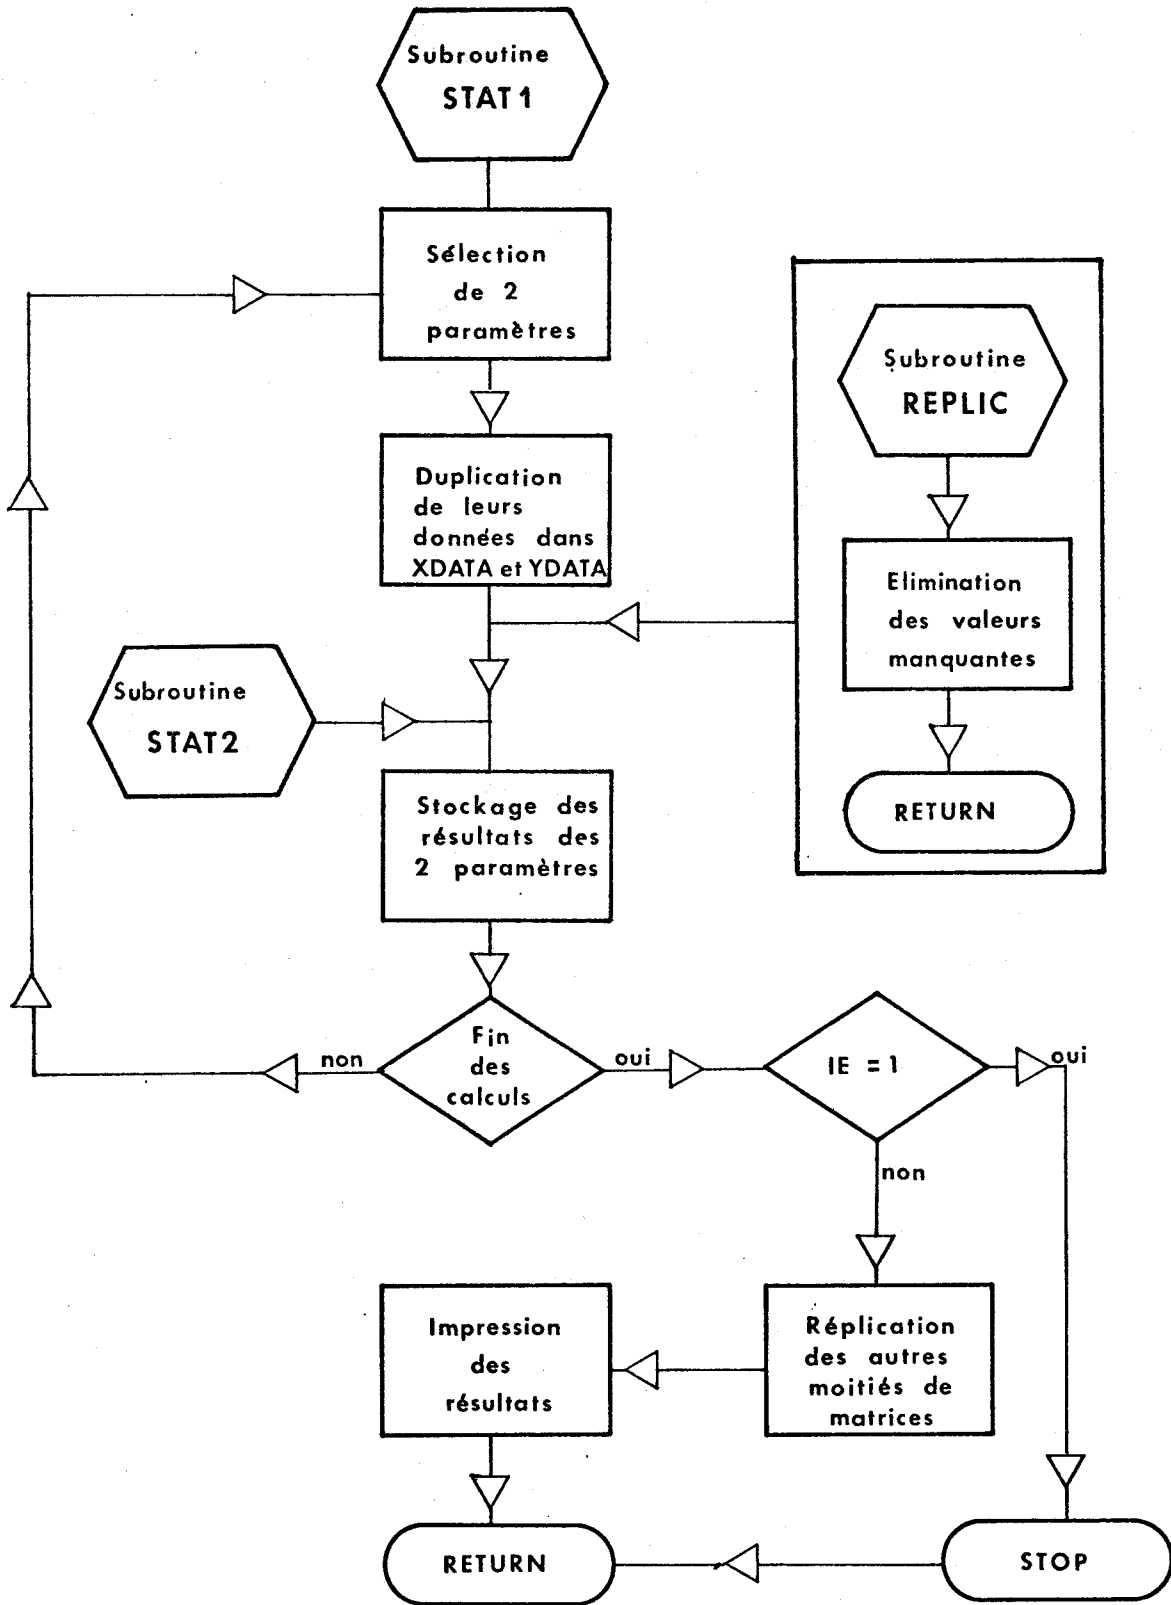 Subroutine
STAT1
Sélection
de 2
paramètres
Duplication
de leurs
données dans
XDATA et YDATA
Subroutine
REPLIC
Elimination
des valeurs
manquantes
RETURN
Subroutine
STAT2
Stockage des
résultats des
2 paramètres
Fin
des
calculs
non
oui
IE = 1
oui
non
Réplication
des autres
moitiés de
matrices
Impression
des
résultats
RETURN
STOP